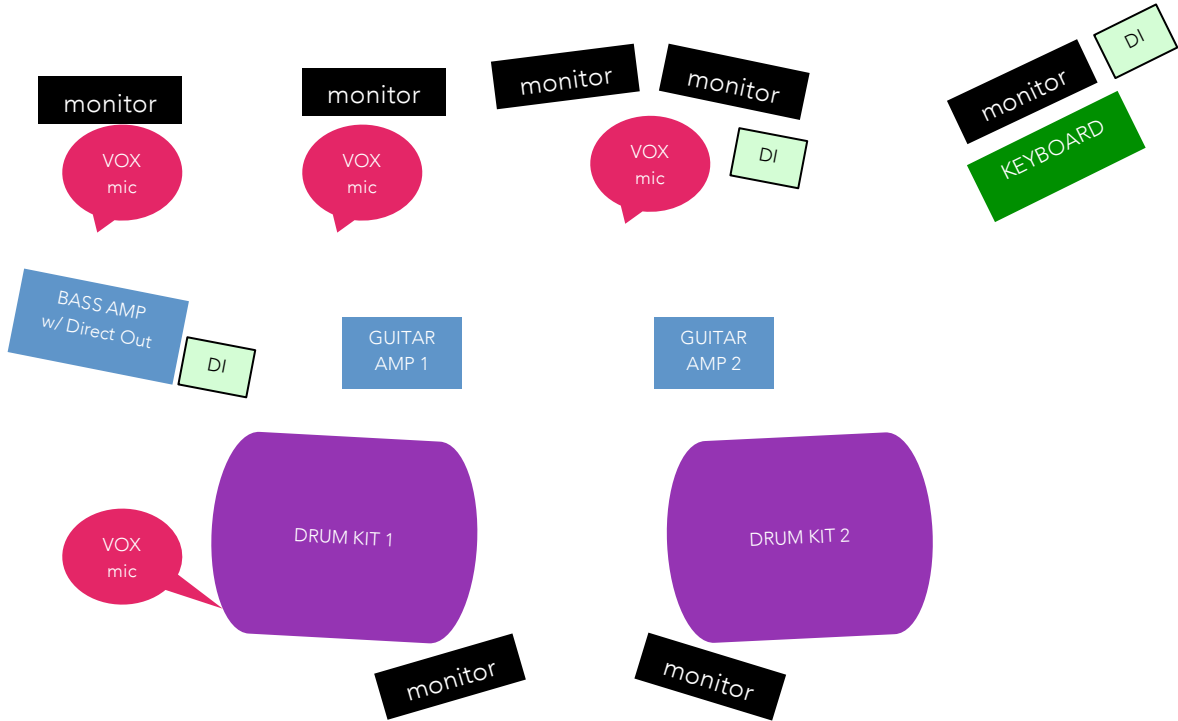 monitor
monitor
monitor
monitor
monitor
DI
VOX
mic
VOX
mic
VOX
mic
DI
KEYBOARD
BASS AMP
w/ Direct Out
DI
GUITAR
AMP 1
GUITAR
AMP 2
VOX
mic
DRUM KIT 1
DRUM KIT 2
monitor
monitor